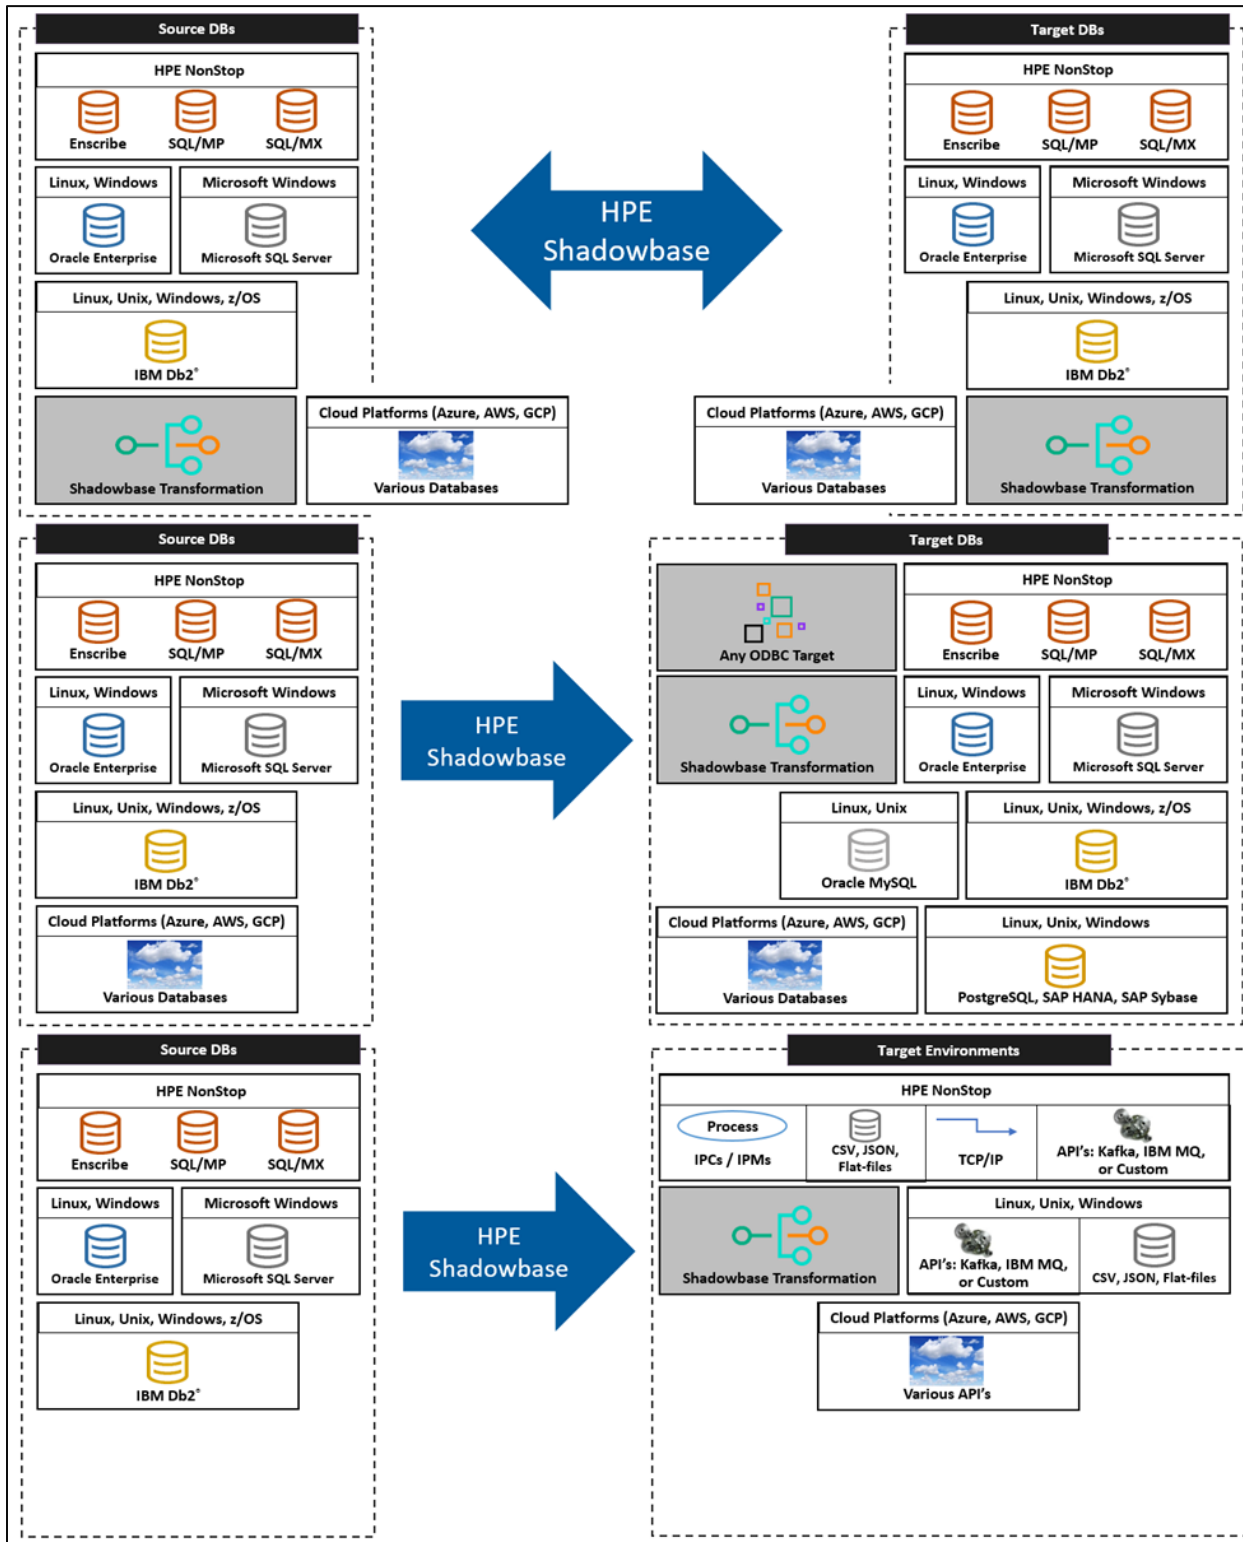 Source DBs
HPE NonStop
Enscribe
SQL/MP
SQL/MX
Linux, Windows
Oracle Enterprise
Microsoft Windows
Microsoft SQL Server
Linux, Unix, Windows, z/OS
IBM Db2®
Shadowbase Transformation
Cloud Platforms (Azure, AWS, GCP)
Various Databases
HPE
Shadowbase
Target DBs
HPE NonStop
Enscribe
SQL/MP
SQL/MX
Linux, Windows
Oracle Enterprise
Microsoft Windows
Microsoft SQL Server
Linux, Unix, Windows, z/OS
IBM Db2®
Cloud Platforms (Azure, AWS, GCP)
Various Databases
Shadowbase Transformation
Source DBs
HPE NonStop
Enscribe
SQL/MP
SQL/MX
Linux, Windows
Oracle Enterprise
Microsoft Windows
Microsoft SQL Server
Linux, Unix, Windows, z/OS
IBM Db2®
Cloud Platforms (Azure, AWS, GCP)
Various Databases
HPE
Shadowbase
Target DBs
Any ODBC Target
HPE NonStop
Enscribe
SQL/MP
SQL/MX
Shadowbase Transformation
Linux, Windows
Oracle Enterprise
Microsoft Windows
Microsoft SQL Server
Linux, Unix
Oracle MySQL
Linux, Unix, Windows, z/OS
IBM Db2®
Cloud Platforms (Azure, AWS, GCP)
Various Databases
Linux, Unix, Windows
PostgreSQL, SAP HANA, SAP Sybase
Source DBs
HPE NonStop
Enscribe
SQL/MP
SQL/MX
Linux, Windows
Oracle Enterprise
Microsoft Windows
Microsoft SQL Server
Linux, Unix, Windows, z/OS
IBM Db2®
HPE
Shadowbase
Target Environments
HPE NonStop
Process
IPCs / IPMs
CSV, JSON,
Flat-files
TCP/IP
API's: Kafka, IBM MQ,
or Custom
Shadowbase Transformation
Linux, Unix, Windows
API's: Kafka, IBM MQ,
or Custom
CSV, JSON, Flat-files
Cloud Platforms (Azure, AWS, GCP)
Various API's